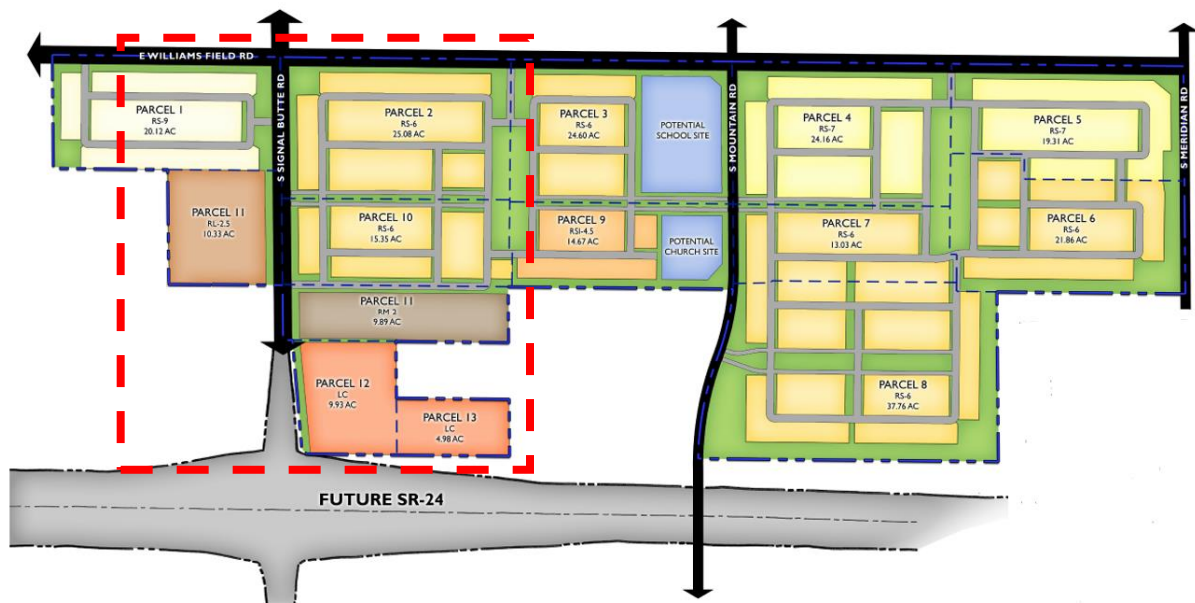 E WILLIAMS FIELD RD
S SIGNAL BUTTE RD
S MOUNTAIN RD
S MERIDIAN RD
PARCEL 1
RS-9
20.12 AC
PARCEL 2
RS-6
25.08 AC
PARCEL 3
RS-6
24.60 AC
POTENTIAL
SCHOOL SITE
PARCEL 4
RS-7
24.16 AC
PARCEL 5
RS-7
19.31 AC
PARCEL 11
RL-2.5
10.33 AC
PARCEL 10
RS-6
15.35 AC
PARCEL 9
RSI-4.5
14.67 AC
POTENTIAL
CHURCH SITE
PARCEL 7
RS-6
13.03 AC
PARCEL 6
RS-6
21.86 AC
PARCEL 11
RM-2
9.89 AC
PARCEL 12
LC
9.93 AC
PARCEL 13
LC
4.98 AC
PARCEL 8
RS-6
37.76 AC
FUTURE SR-24